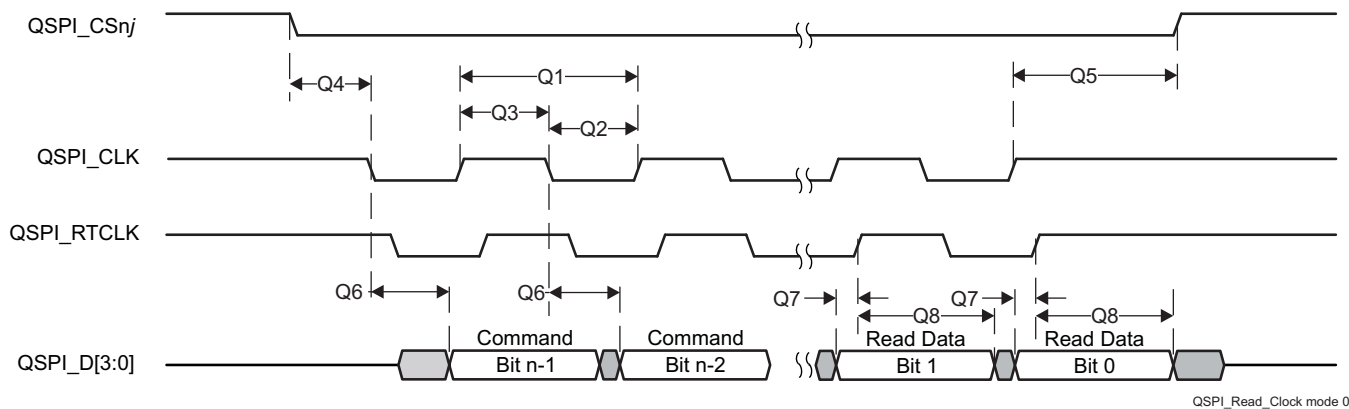 QSPI_CSnj
Q4
Q1
Q5
Q3
Q2
QSPI_CLK
QSPI_RTCLK
Q6
Q6
Q7
Q7
Q8
Q8
Command
Command
Read Data
Read Data
QSPI_D[3:0]
Bit n-1
Bit n-2
Bit 1
Bit 0
QSPI_Read_Clock mode 0